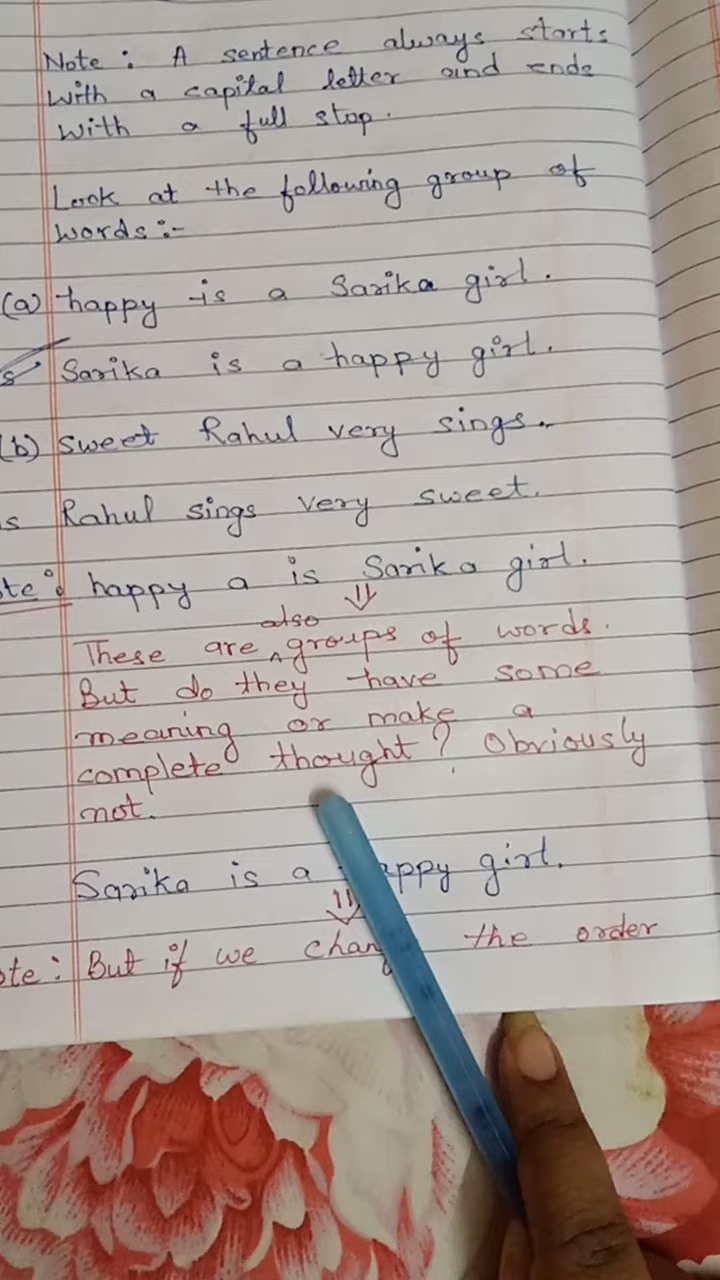 Note : A sentence always starts
with a capital letter and ends
with a full stop.
Look at the following group of
words :-
(a) happy is a Sarika girl.
s Sarika is a happy girl.
(b) sweet Rahul very sings.
s Rahul sings very sweet.
te : happy a is Sarika girl.
also
These are groups of words.
But do they have some
meaning or make a
complete thought? Obviously
not.
Sarika is a appy girl.
ote : But if we chang the order